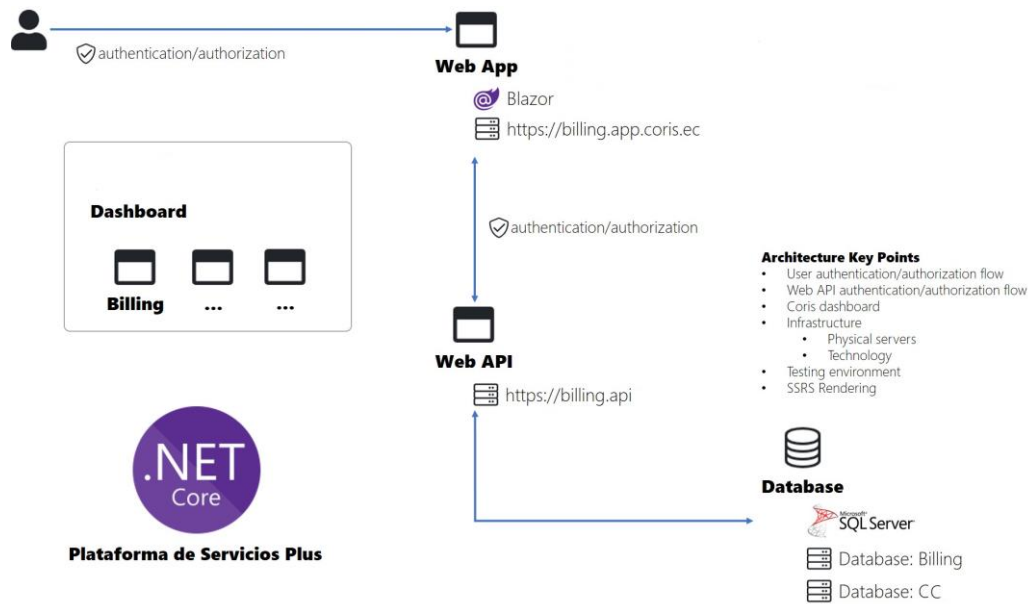 authentication/authorization
Web App
Blazor
https://billing.app.coris.ec
Dashboard
Billing
...
...
authentication/authorization
Web API
https://billing.api
Architecture Key Points
• User authentication/authorization flow
• Web API authentication/authorization flow
• Coris dashboard
• Infrastructure
• Physical servers
• Technology
• Testing environment
• SSRS Rendering
.NET
Core
Plataforma de Servicios Plus
Database
Microsoft
SQL Server
Database: Billing
Database: CC